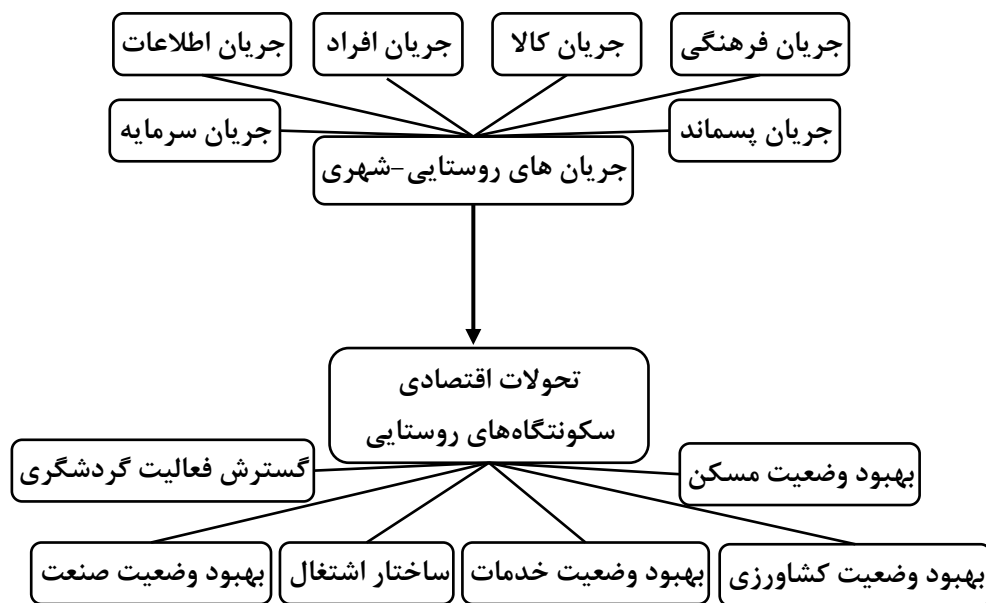 جریان فرهنگی
جریان کالا
جریان افراد
جریان اطلاعات
جریان پسماند
جریان سرمایه
جریان های روستایی–شهری
تحولات اقتصادی
سکونتگاه‌های روستایی
بهبود وضعیت مسکن
گسترش فعالیت گردشگری
بهبود وضعیت کشاورزی
بهبود وضعیت خدمات
ساختار اشتغال
بهبود وضعیت صنعت